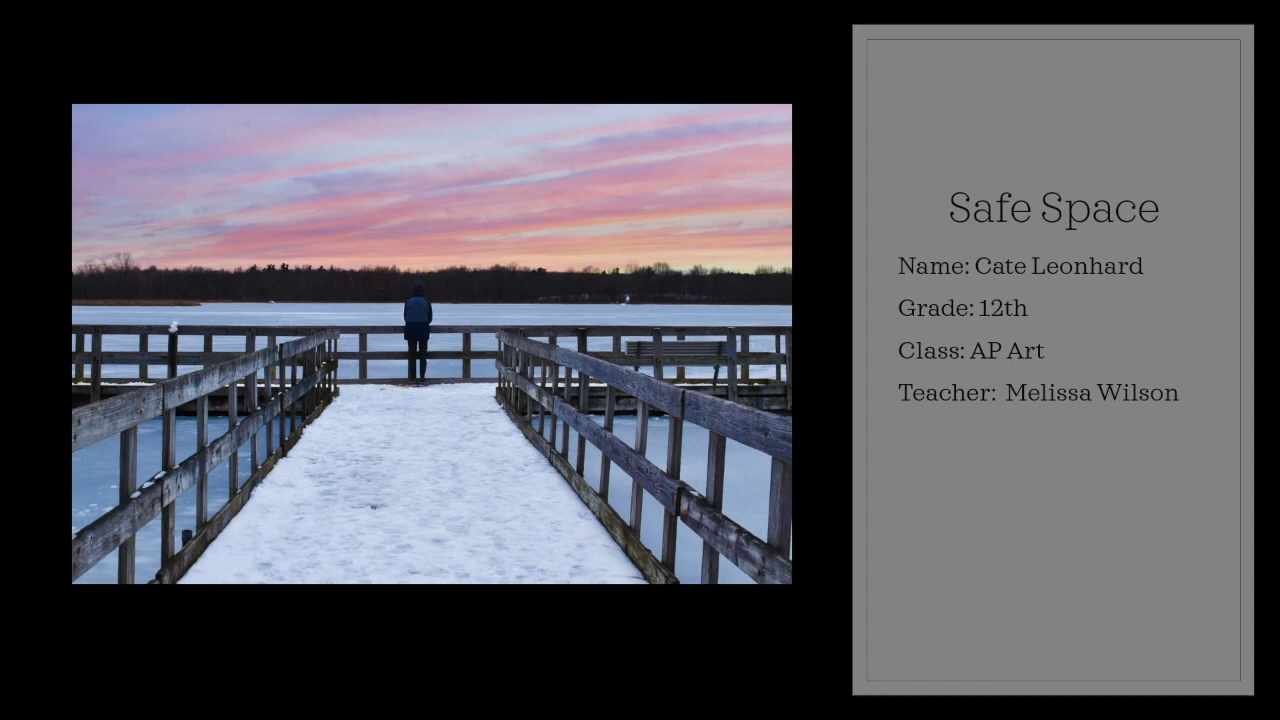 Safe Space
Name: Cate Leonhard
Grade: 12th
Class: AP Art
Teacher: Melissa Wilson